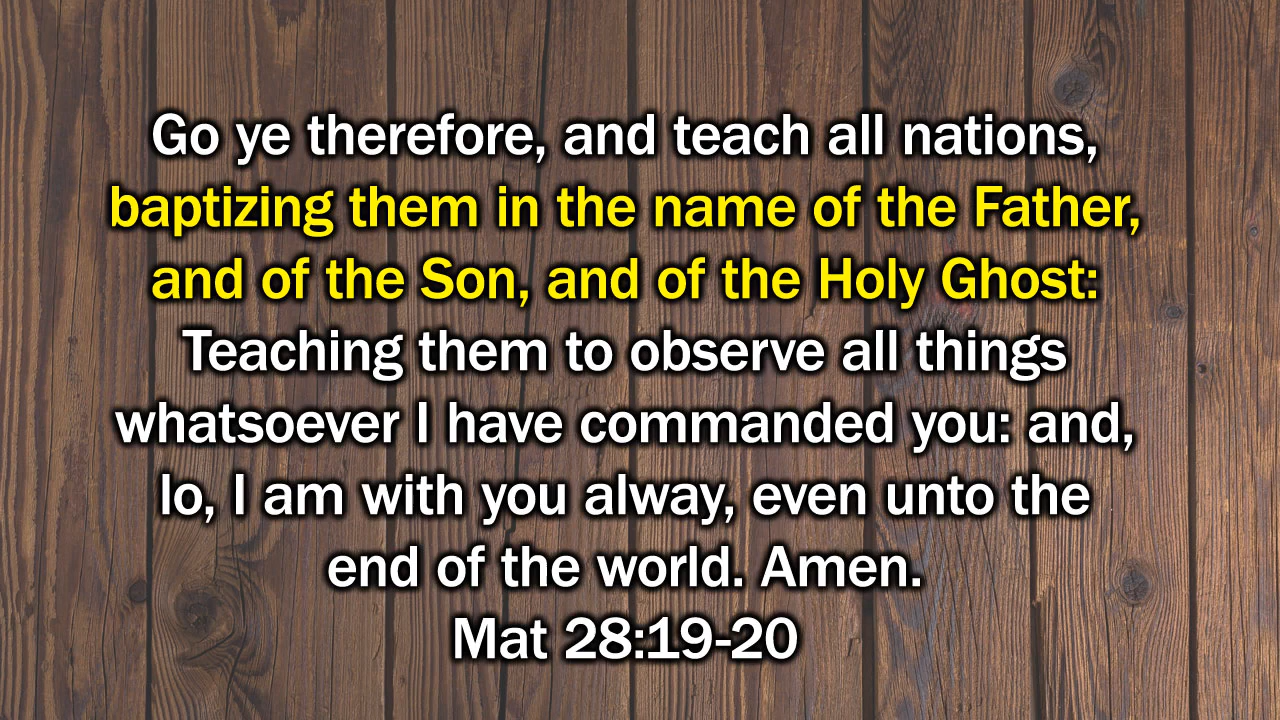 Go ye therefore, and teach all nations,
baptizing them in the name of the Father,
and of the Son, and of the Holy Ghost:
Teaching them to observe all things
whatsoever I have commanded you: and,
lo, I am with you alway, even unto the
end of the world. Amen.
Mat 28:19-20